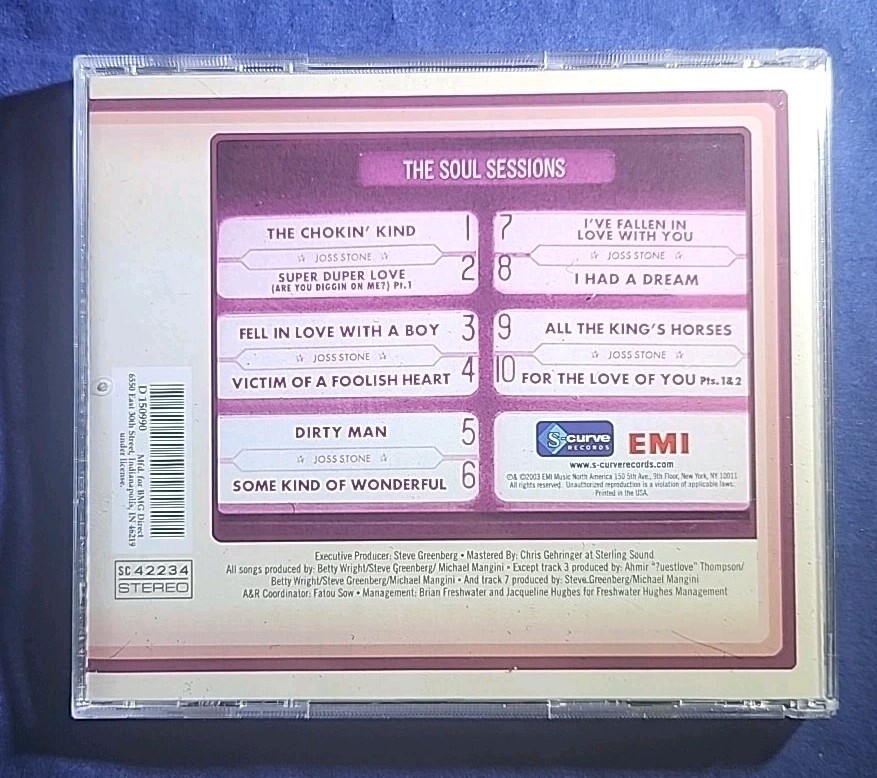 THE SOUL SESSIONS
THE CHOKIN' KIND 1
☆ JOSS STONE ☆
SUPER DUPER LOVE 2
(ARE YOU DIGGIN ON ME?) Pt.1
FELL IN LOVE WITH A BOY 3
☆ JOSS STONE ☆
VICTIM OF A FOOLISH HEART 4
DIRTY MAN 5
☆ JOSS STONE ☆
SOME KIND OF WONDERFUL 6
7 I'VE FALLEN IN
LOVE WITH YOU
☆ JOSS STONE ☆
8 I HAD A DREAM
9 ALL THE KING'S HORSES
☆ JOSS STONE ☆
10 FOR THE LOVE OF YOU Pts. 1&2
S-curve
RECORDS
EMI
www.s-curverecords.com
℗& ©2003 EMI Music North America 150 5th Ave., 9th Floor, New York, NY 10011
All rights reserved. Unauthorized reproduction is a violation of applicable laws.
Printed in the USA.
D 150990 Mfd. for BMG Direct
6550 East 30th Street, Indianapolis, IN 46219
under license.
SC 42234
STEREO
Executive Producer: Steve Greenberg • Mastered By: Chris Gehringer at Sterling Sound
All songs produced by: Betty Wright/Steve Greenberg/ Michael Mangini • Except track 3 produced by: Ahmir "?uestlove" Thompson/
Betty Wright/Steve Greenberg/Michael Mangini • And track 7 produced by: Steve Greenberg/Michael Mangini
A&R Coordinator: Fatou Sow • Management: Brian Freshwater and Jacqueline Hughes for Freshwater Hughes Management